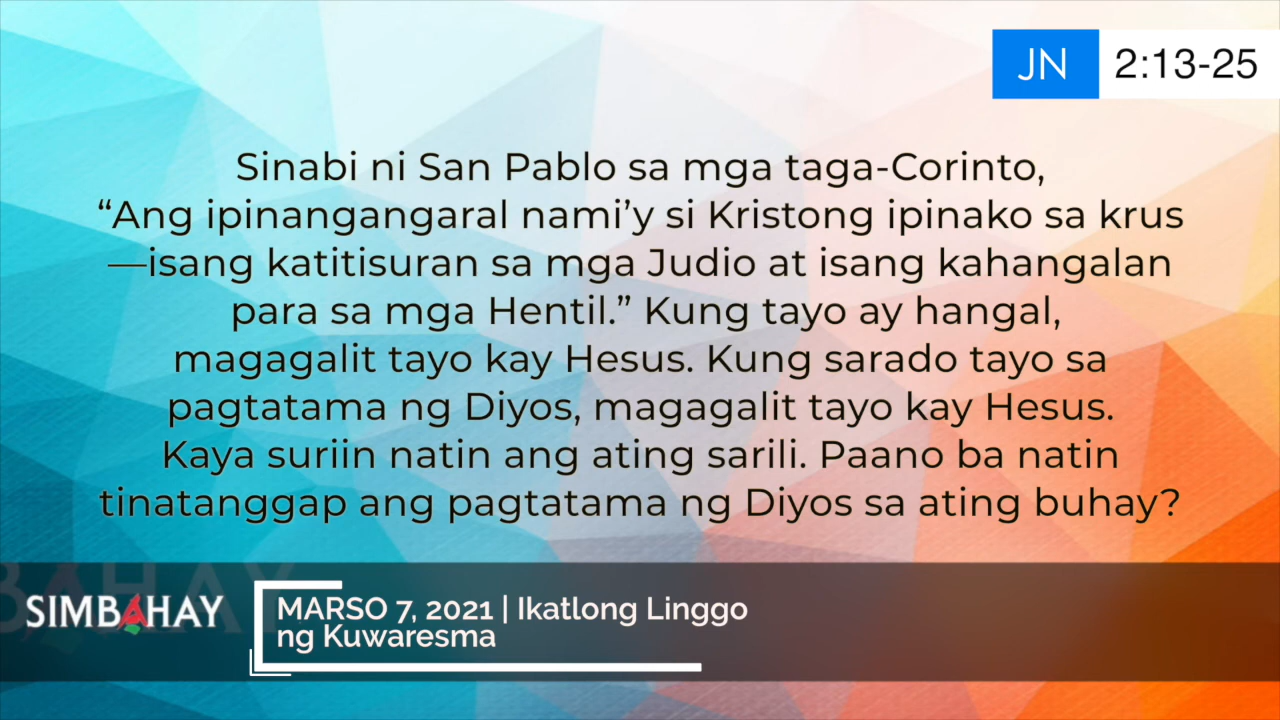 JN 2:13-25
Sinabi ni San Pablo sa mga taga-Corinto,
“Ang ipinangangaral nami’y si Kristong ipinako sa krus
—isang katitisuran sa mga Judio at isang kahangalan
para sa mga Hentil.” Kung tayo ay hangal,
magagalit tayo kay Hesus. Kung sarado tayo sa
pagtatama ng Diyos, magagalit tayo kay Hesus.
Kaya suriin natin ang ating sarili. Paano ba natin
tinatanggap ang pagtatama ng Diyos sa ating buhay?
SIMBAHAY
MARSO 7, 2021 | Ikatlong Linggo
ng Kuwaresma